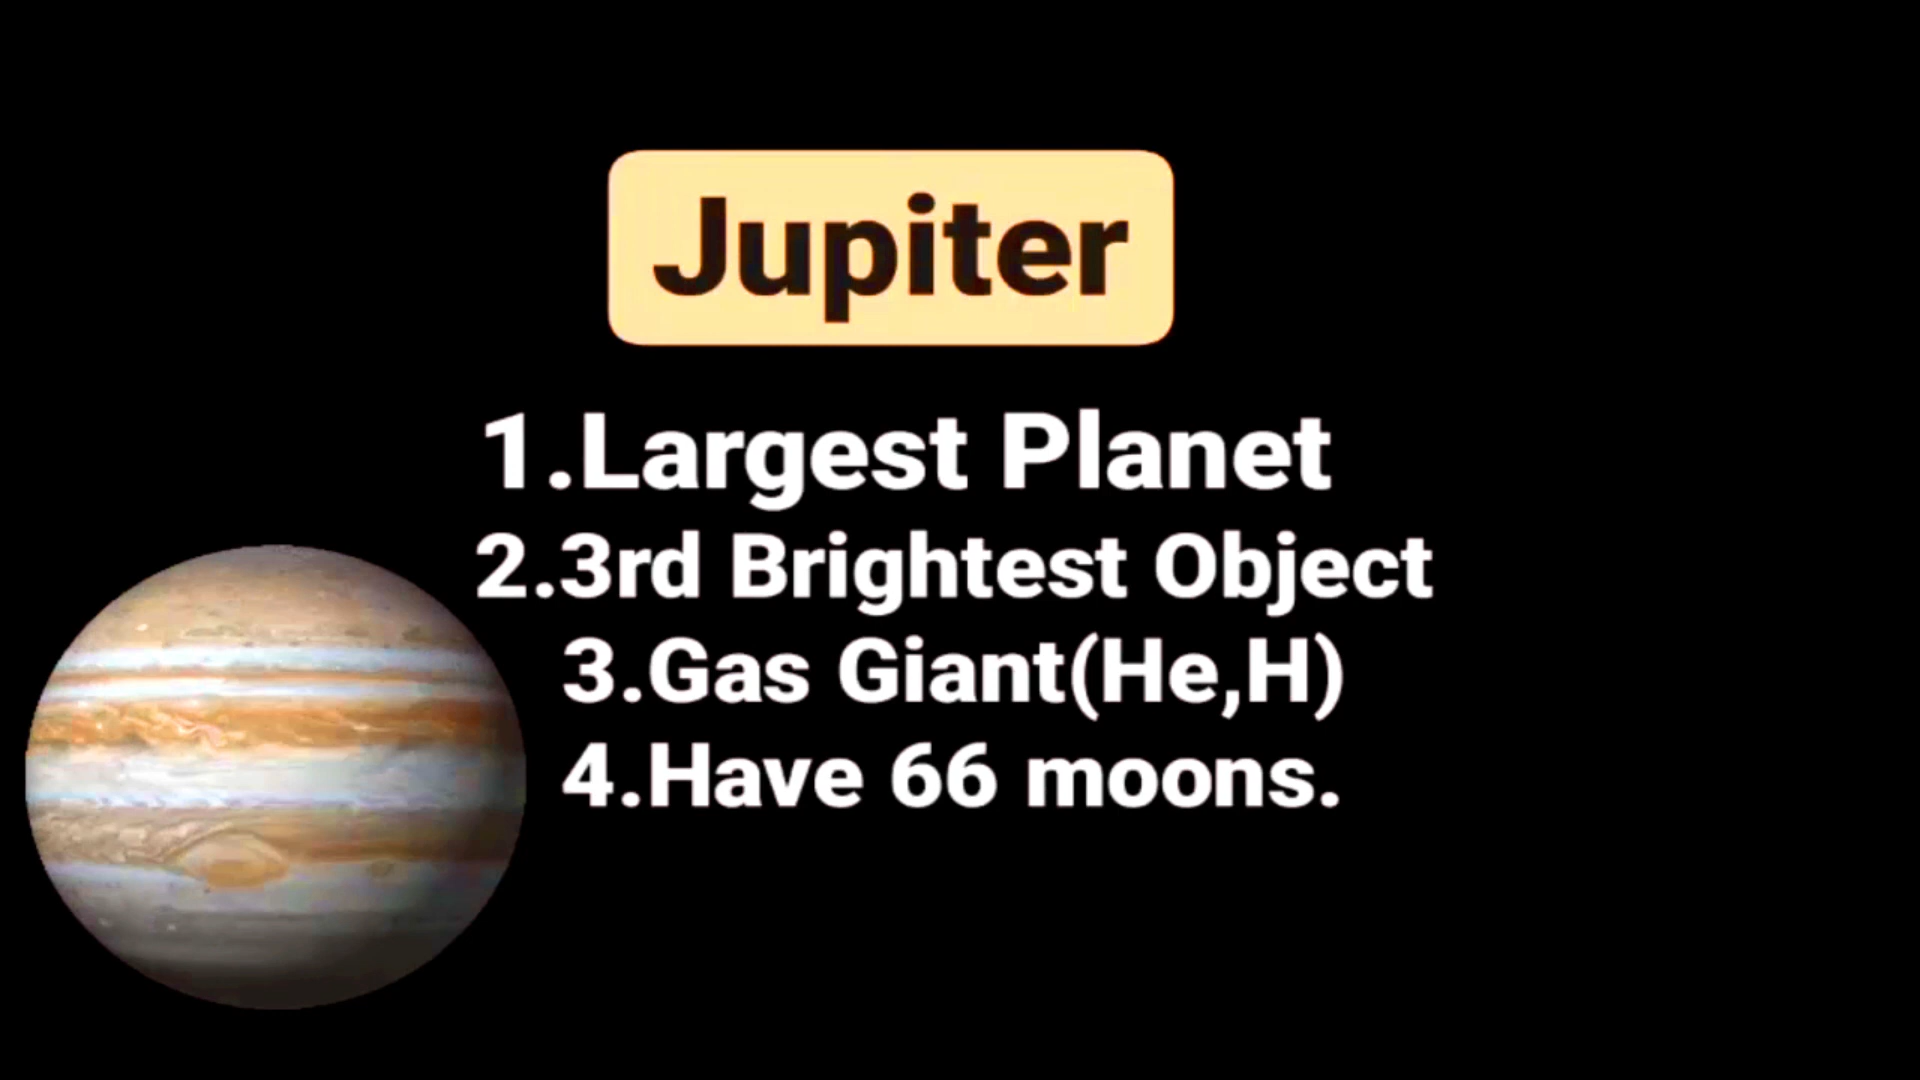 Jupiter
1.Largest Planet
2.3rd Brightest Object
3.Gas Giant(He,H)
4.Have 66 moons.